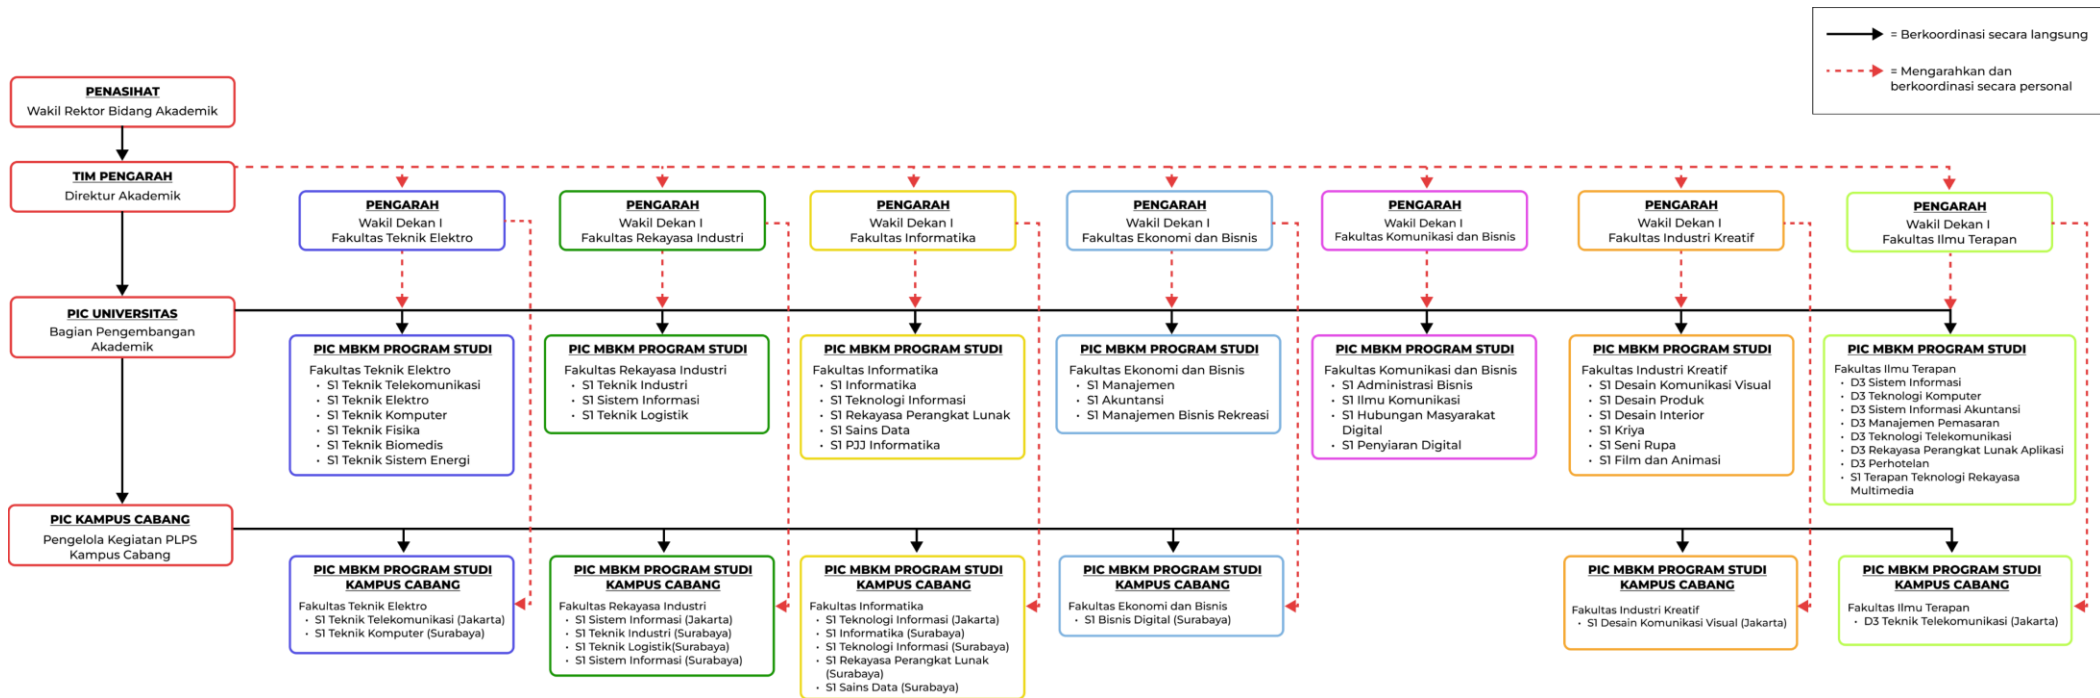 = Berkoordinasi secara langsung
= Mengarahkan dan
berkoordinasi secara personal
PENASIHAT
Wakil Rektor Bidang Akademik
TIM PENGARAH
Direktur Akademik
PENGARAH
Wakil Dekan I
Fakultas Teknik Elektro
PENGARAH
Wakil Dekan I
Fakultas Rekayasa Industri
PENGARAH
Wakil Dekan I
Fakultas Informatika
PENGARAH
Wakil Dekan I
Fakultas Ekonomi dan Bisnis
PENGARAH
Wakil Dekan I
Fakultas Komunikasi dan Bisnis
PENGARAH
Wakil Dekan I
Fakultas Industri Kreatif
PENGARAH
Wakil Dekan I
Fakultas Ilmu Terapan
PIC UNIVERSITAS
Bagian Pengembangan
Akademik
PIC MBKM PROGRAM STUDI
Fakultas Teknik Elektro
• S1 Teknik Telekomunikasi
• S1 Teknik Elektro
• S1 Teknik Komputer
• S1 Teknik Fisika
• S1 Teknik Biomedis
• S1 Teknik Sistem Energi
PIC MBKM PROGRAM STUDI
Fakultas Rekayasa Industri
• S1 Teknik Industri
• S1 Sistem Informasi
• S1 Teknik Logistik
PIC MBKM PROGRAM STUDI
Fakultas Informatika
• S1 Informatika
• S1 Teknologi Informasi
• S1 Rekayasa Perangkat Lunak
• S1 Sains Data
• S1 PJJ Informatika
PIC MBKM PROGRAM STUDI
Fakultas Ekonomi dan Bisnis
• S1 Manajemen
• S1 Akuntansi
• S1 Manajemen Bisnis Rekreasi
PIC MBKM PROGRAM STUDI
Fakultas Komunikasi dan Bisnis
• S1 Administrasi Bisnis
• S1 Ilmu Komunikasi
• S1 Hubungan Masyarakat
Digital
• S1 Penyiaran Digital
PIC MBKM PROGRAM STUDI
Fakultas Industri Kreatif
• S1 Desain Komunikasi Visual
• S1 Desain Produk
• S1 Desain Interior
• S1 Kriya
• S1 Seni Rupa
• S1 Film dan Animasi
PIC MBKM PROGRAM STUDI
Fakultas Ilmu Terapan
• D3 Sistem Informasi
• D3 Teknologi Komputer
• D3 Sistem Informasi Akuntansi
• D3 Manajemen Pemasaran
• D3 Teknologi Telekomunikasi
• D3 Rekayasa Perangkat Lunak Aplikasi
• D3 Perhotelan
• S1 Terapan Teknologi Rekayasa
Multimedia
PIC KAMPUS CABANG
Pengelola Kegiatan PLPS
Kampus Cabang
PIC MBKM PROGRAM STUDI
KAMPUS CABANG
Fakultas Teknik Elektro
• S1 Teknik Telekomunikasi (Jakarta)
• S1 Teknik Komputer (Surabaya)
PIC MBKM PROGRAM STUDI
KAMPUS CABANG
Fakultas Rekayasa Industri
• S1 Sistem Informasi (Jakarta)
• S1 Teknik Industri (Surabaya)
• S1 Teknik Logistik(Surabaya)
• S1 Sistem Informasi (Surabaya)
PIC MBKM PROGRAM STUDI
KAMPUS CABANG
Fakultas Informatika
• S1 Teknologi Informasi (Jakarta)
• S1 Informatika (Surabaya)
• S1 Teknologi Informasi (Surabaya)
• S1 Rekayasa Perangkat Lunak
(Surabaya)
• S1 Sains Data (Surabaya)
PIC MBKM PROGRAM STUDI
KAMPUS CABANG
Fakultas Ekonomi dan Bisnis
• S1 Bisnis Digital (Surabaya)
PIC MBKM PROGRAM STUDI
KAMPUS CABANG
Fakultas Industri Kreatif
• S1 Desain Komunikasi Visual (Jakarta)
PIC MBKM PROGRAM STUDI
KAMPUS CABANG
Fakultas Ilmu Terapan
• D3 Teknik Telekomunikasi (Jakarta)